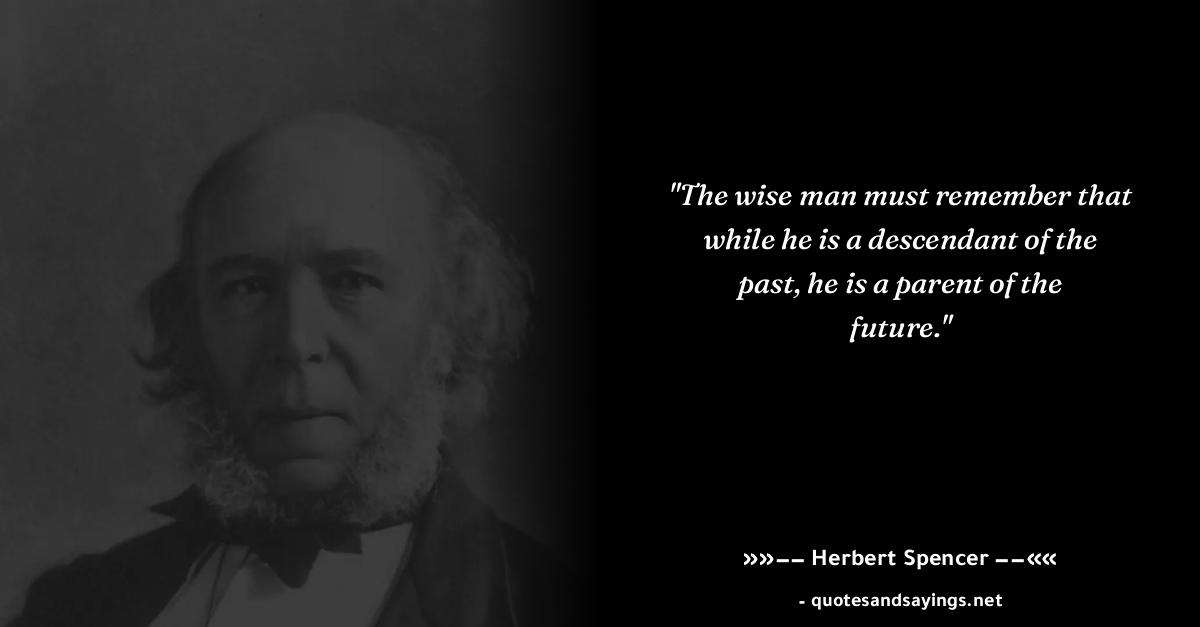 "The wise man must remember that
while he is a descendant of the
past, he is a parent of the
future."
»»−− Herbert Spencer −−««
- quotesandsayings.net